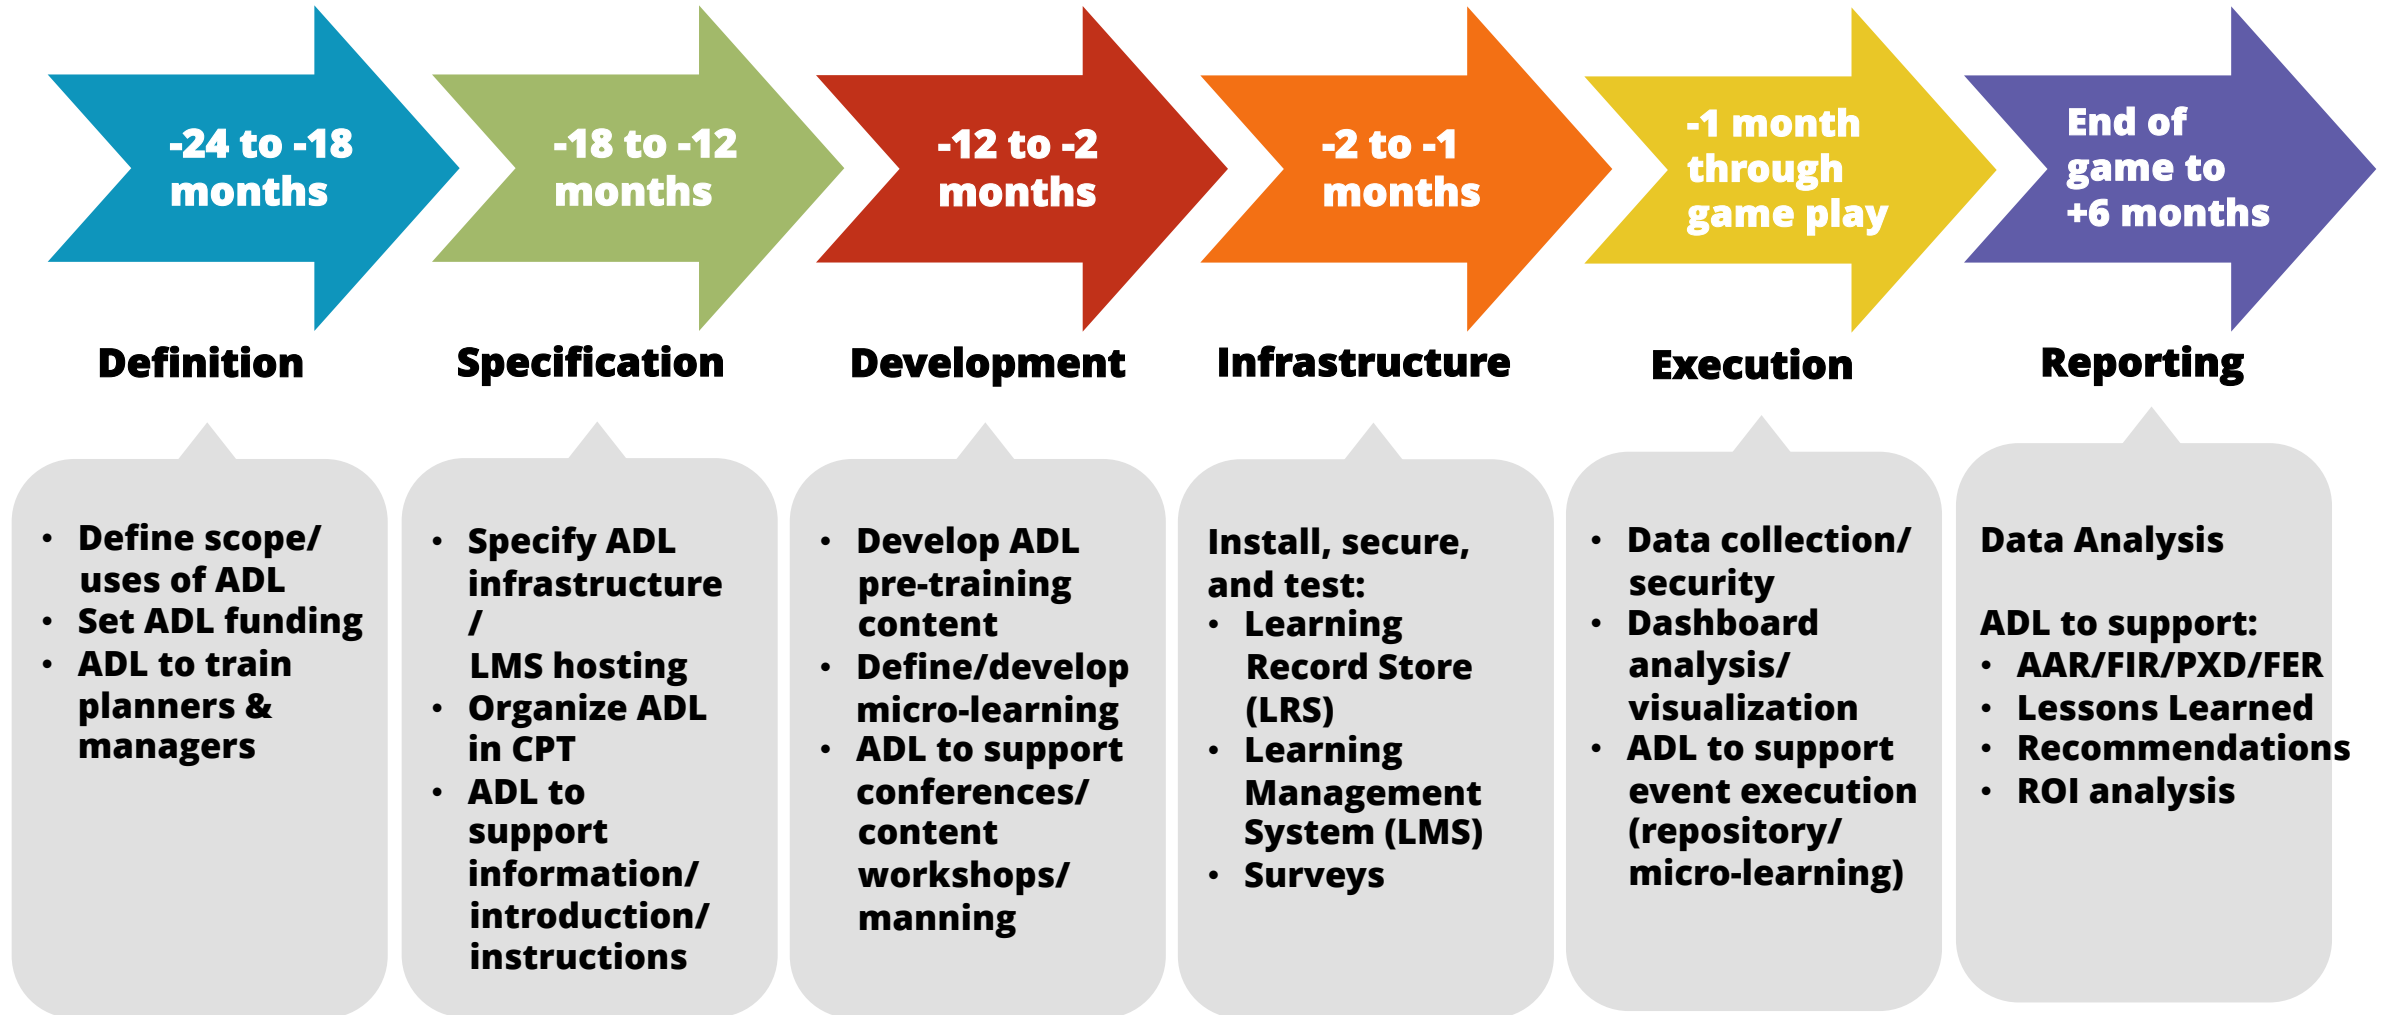 -24 to -18
months
-18 to -12
months
-12 to -2
months
-2 to -1
months
-1 month
through
game play
End of
game to
+6 months
Definition
Specification
Development
Infrastructure
Execution
Reporting
• Define scope/
uses of ADL
• Set ADL funding
• ADL to train
planners &
managers
• Specify ADL
infrastructure
/
LMS hosting
• Organize ADL
in CPT
• ADL to
support
information/
introduction/
instructions
• Develop ADL
pre-training
content
• Define/develop
micro-learning
• ADL to support
conferences/
content
workshops/
manning
Install, secure,
and test:
• Learning
Record Store
(LRS)
• Learning
Management
System (LMS)
• Surveys
• Data collection/
security
• Dashboard
analysis/
visualization
• ADL to support
event execution
(repository/
micro-learning)
Data Analysis
ADL to support:
• AAR/FIR/PXD/FER
• Lessons Learned
• Recommendations
• ROI analysis